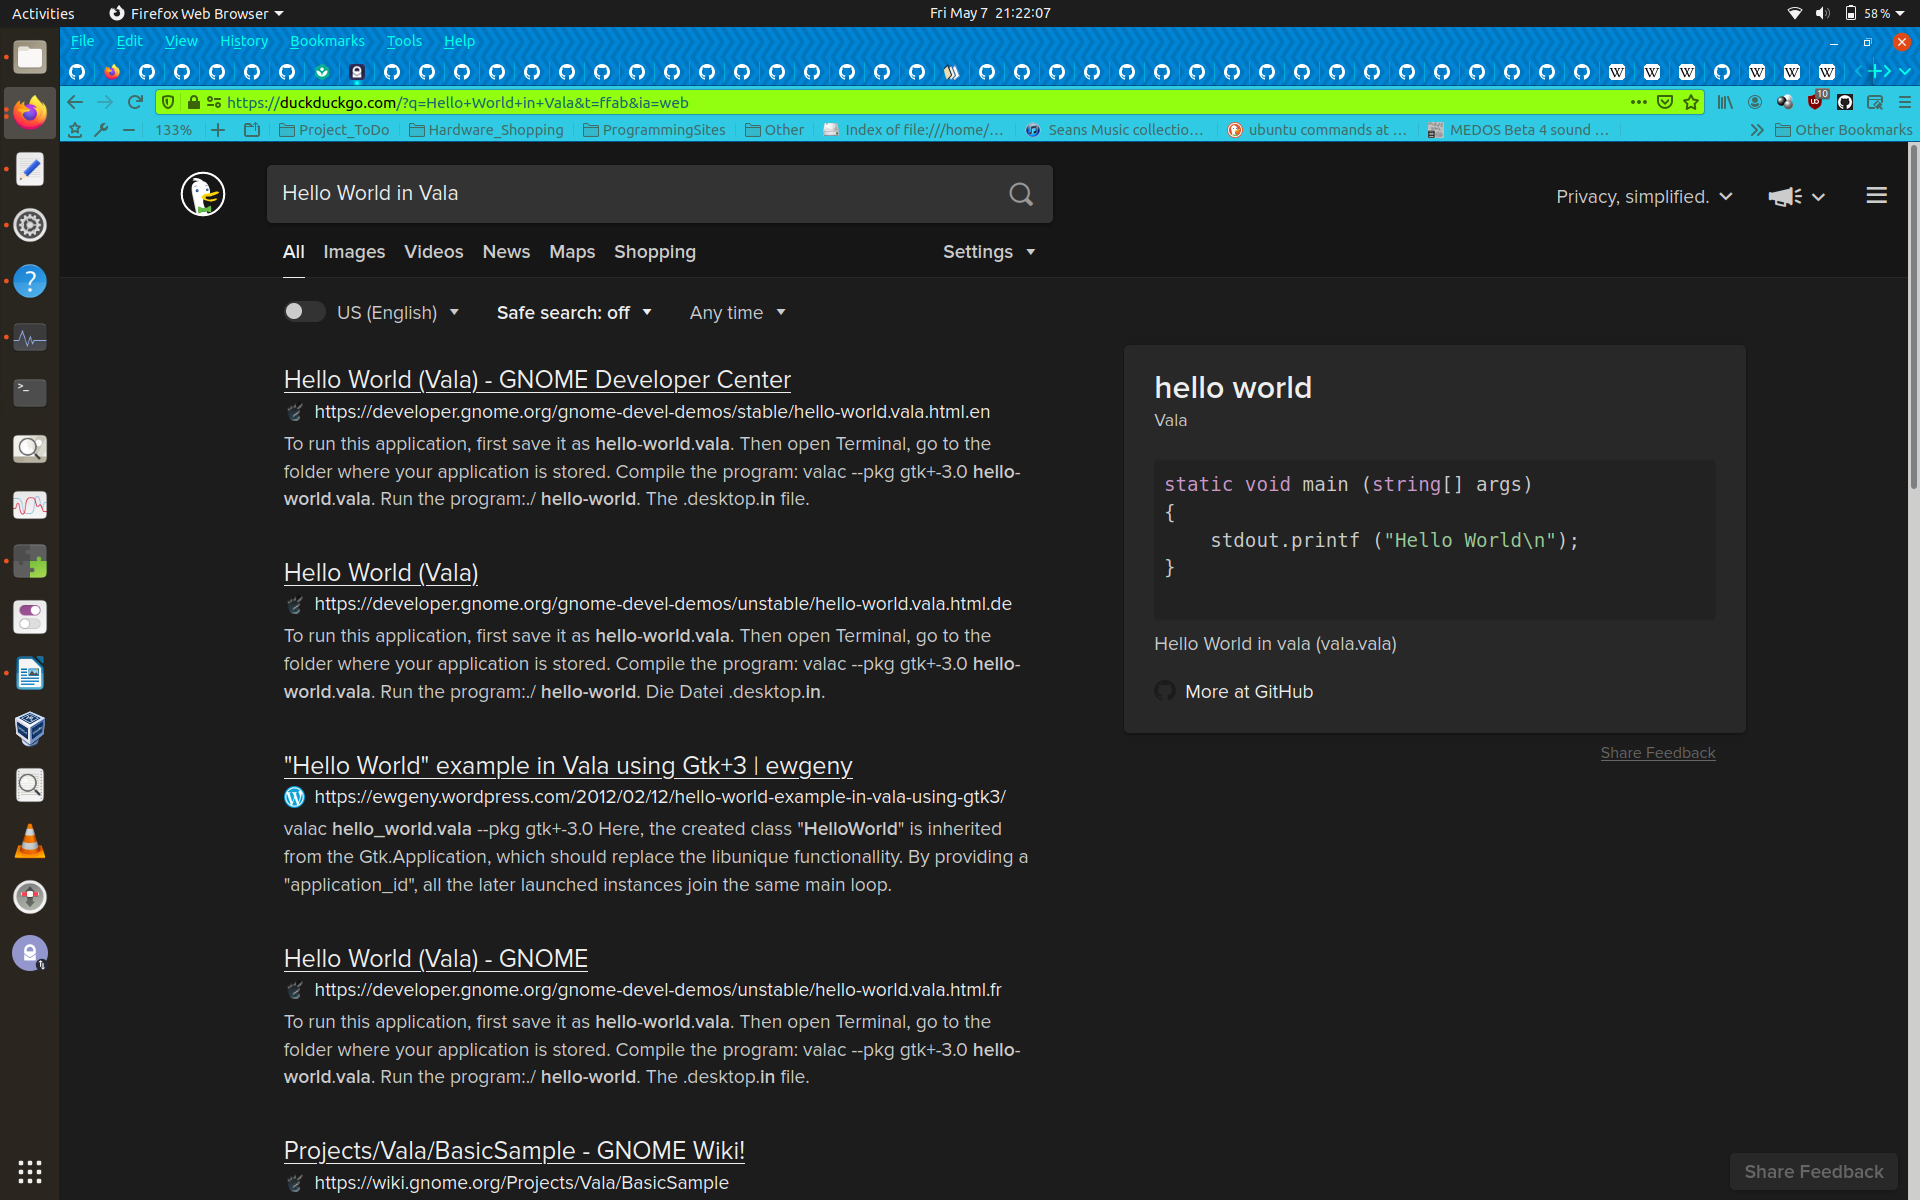 Activities
Firefox Web Browser
Fri May 7 21:22:07
58 %
File Edit View History Bookmarks Tools Help
https://duckduckgo.com/?q=Hello+World+in+Vala&t=ffab&ia=web
10
133%
Project_ToDo
Hardware_Shopping
ProgrammingSites
Other
Index of file:///home/...
Seans Music collectio...
ubuntu commands at ...
MEDOS Beta 4 sound ...
Other Bookmarks
Hello World in Vala
Privacy, simplified.
All Images Videos News Maps Shopping
Settings
US (English)
Safe search: off
Any time
Hello World (Vala) - GNOME Developer Center
https://developer.gnome.org/gnome-devel-demos/stable/hello-world.vala.html.en
To run this application, first save it as hello-world.vala. Then open Terminal, go to the
folder where your application is stored. Compile the program: valac --pkg gtk+-3.0 hello-
world.vala. Run the program:./ hello-world. The .desktop.in file.
Hello World (Vala)
https://developer.gnome.org/gnome-devel-demos/unstable/hello-world.vala.html.de
To run this application, first save it as hello-world.vala. Then open Terminal, go to the
folder where your application is stored. Compile the program: valac --pkg gtk+-3.0 hello-
world.vala. Run the program:./ hello-world. Die Datei .desktop.in.
"Hello World" example in Vala using Gtk+3 | ewgeny
https://ewgeny.wordpress.com/2012/02/12/hello-world-example-in-vala-using-gtk3/
valac hello_world.vala --pkg gtk+-3.0 Here, the created class "HelloWorld" is inherited
from the Gtk.Application, which should replace the libunique functionallity. By providing a
"application_id", all the later launched instances join the same main loop.
Hello World (Vala) - GNOME
https://developer.gnome.org/gnome-devel-demos/unstable/hello-world.vala.html.fr
To run this application, first save it as hello-world.vala. Then open Terminal, go to the
folder where your application is stored. Compile the program: valac --pkg gtk+-3.0 hello-
world.vala. Run the program:./ hello-world. The .desktop.in file.
Projects/Vala/BasicSample - GNOME Wiki!
https://wiki.gnome.org/Projects/Vala/BasicSample
hello world
Vala
static void main (string[] args)
{
    stdout.printf ("Hello World\n");
}
Hello World in vala (vala.vala)
More at GitHub
Share Feedback
Share Feedback